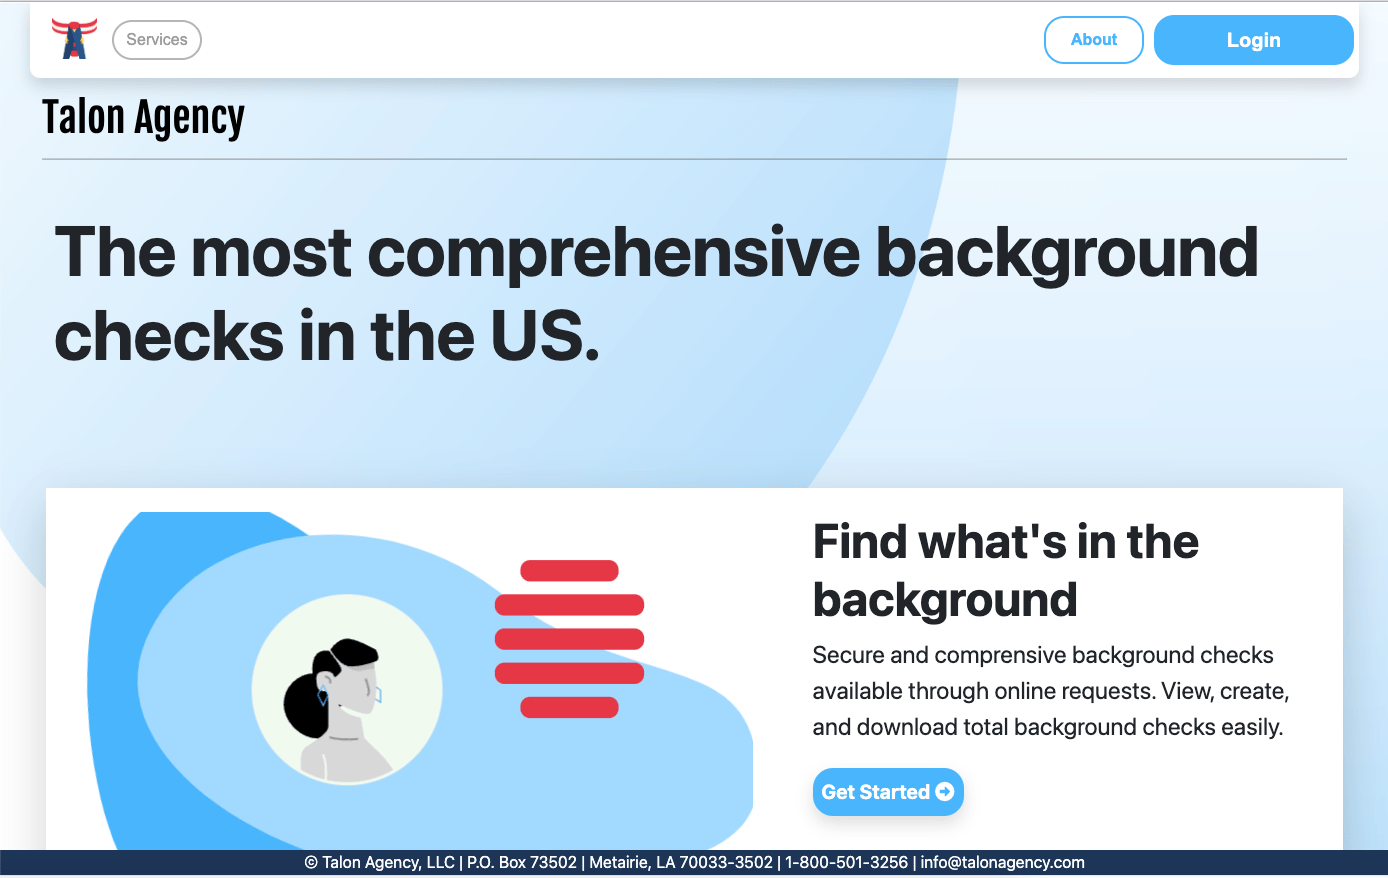 Services
About
Login
Talon Agency
The most comprehensive background
checks in the US.
Find what's in the
background
Secure and comprensive background checks
available through online requests. View, create,
and download total background checks easily.
Get Started
© Talon Agency, LLC | P.O. Box 73502 | Metairie, LA 70033-3502 | 1-800-501-3256 | info@talonagency.com